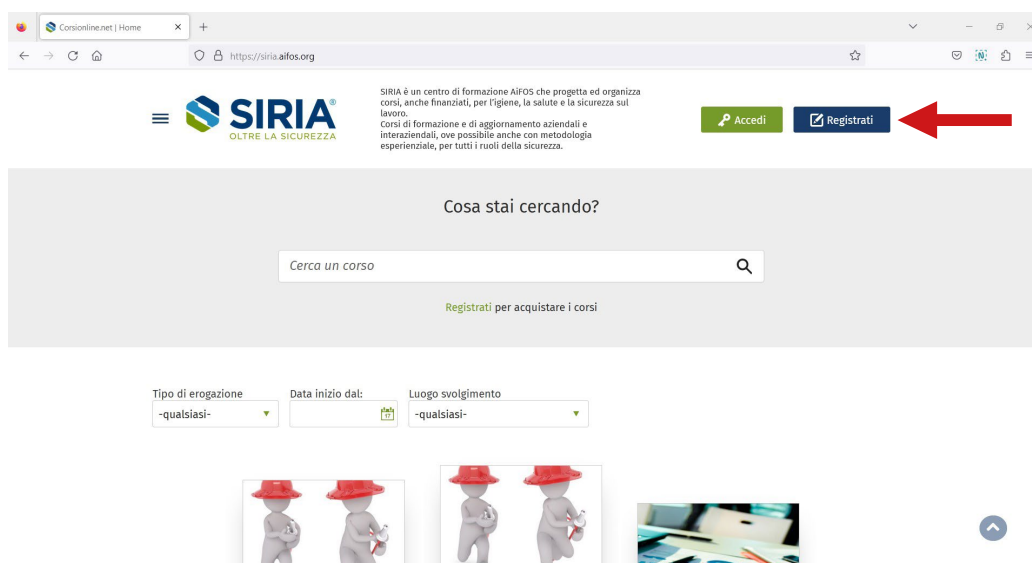 Corsionline.net | Home
https://siria.aifos.org
SIRIA®
OLTRE LA SICUREZZA
SIRIA è un centro di formazione AiFOS che progetta ed organizza
corsi, anche finanziati, per l'igiene, la salute e la sicurezza sul
lavoro.
Corsi di formazione e di aggiornamento aziendali e
interaziendali, ove possibile anche con metodologia
esperienziale, per tutti i ruoli della sicurezza.
Accedi
Registrati
Cosa stai cercando?
Cerca un corso
Registrati per acquistare i corsi
Tipo di erogazione
Data inizio dal:
Luogo svolgimento
-qualsiasi-
17
-qualsiasi-